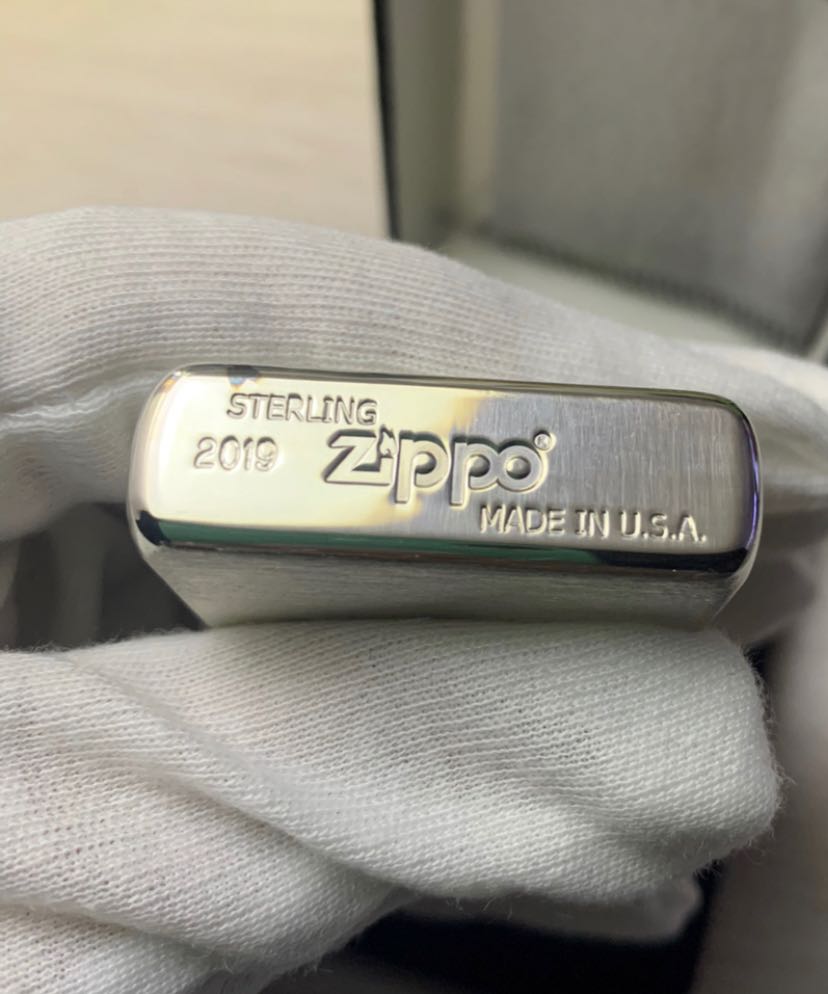 STERLING
2019 Zippo®
MADE IN U.S.A.